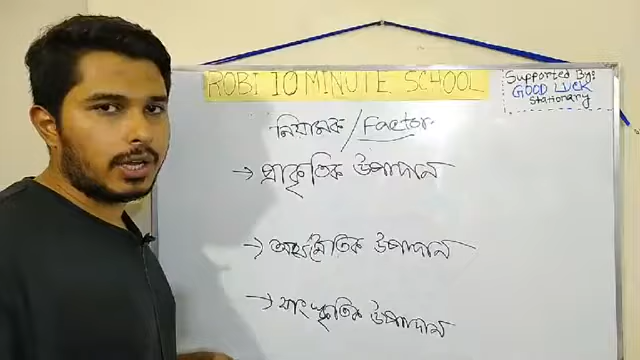 ROBI 10 MINUTE SCHOOL
Supported By:
GOOD LUCK
Stationary
নিয়ামক / Factor
→ প্রাকৃতিক উপাদান
→ অর্থনৈতিক উপাদান
→ সাংস্কৃতিক উপাদান